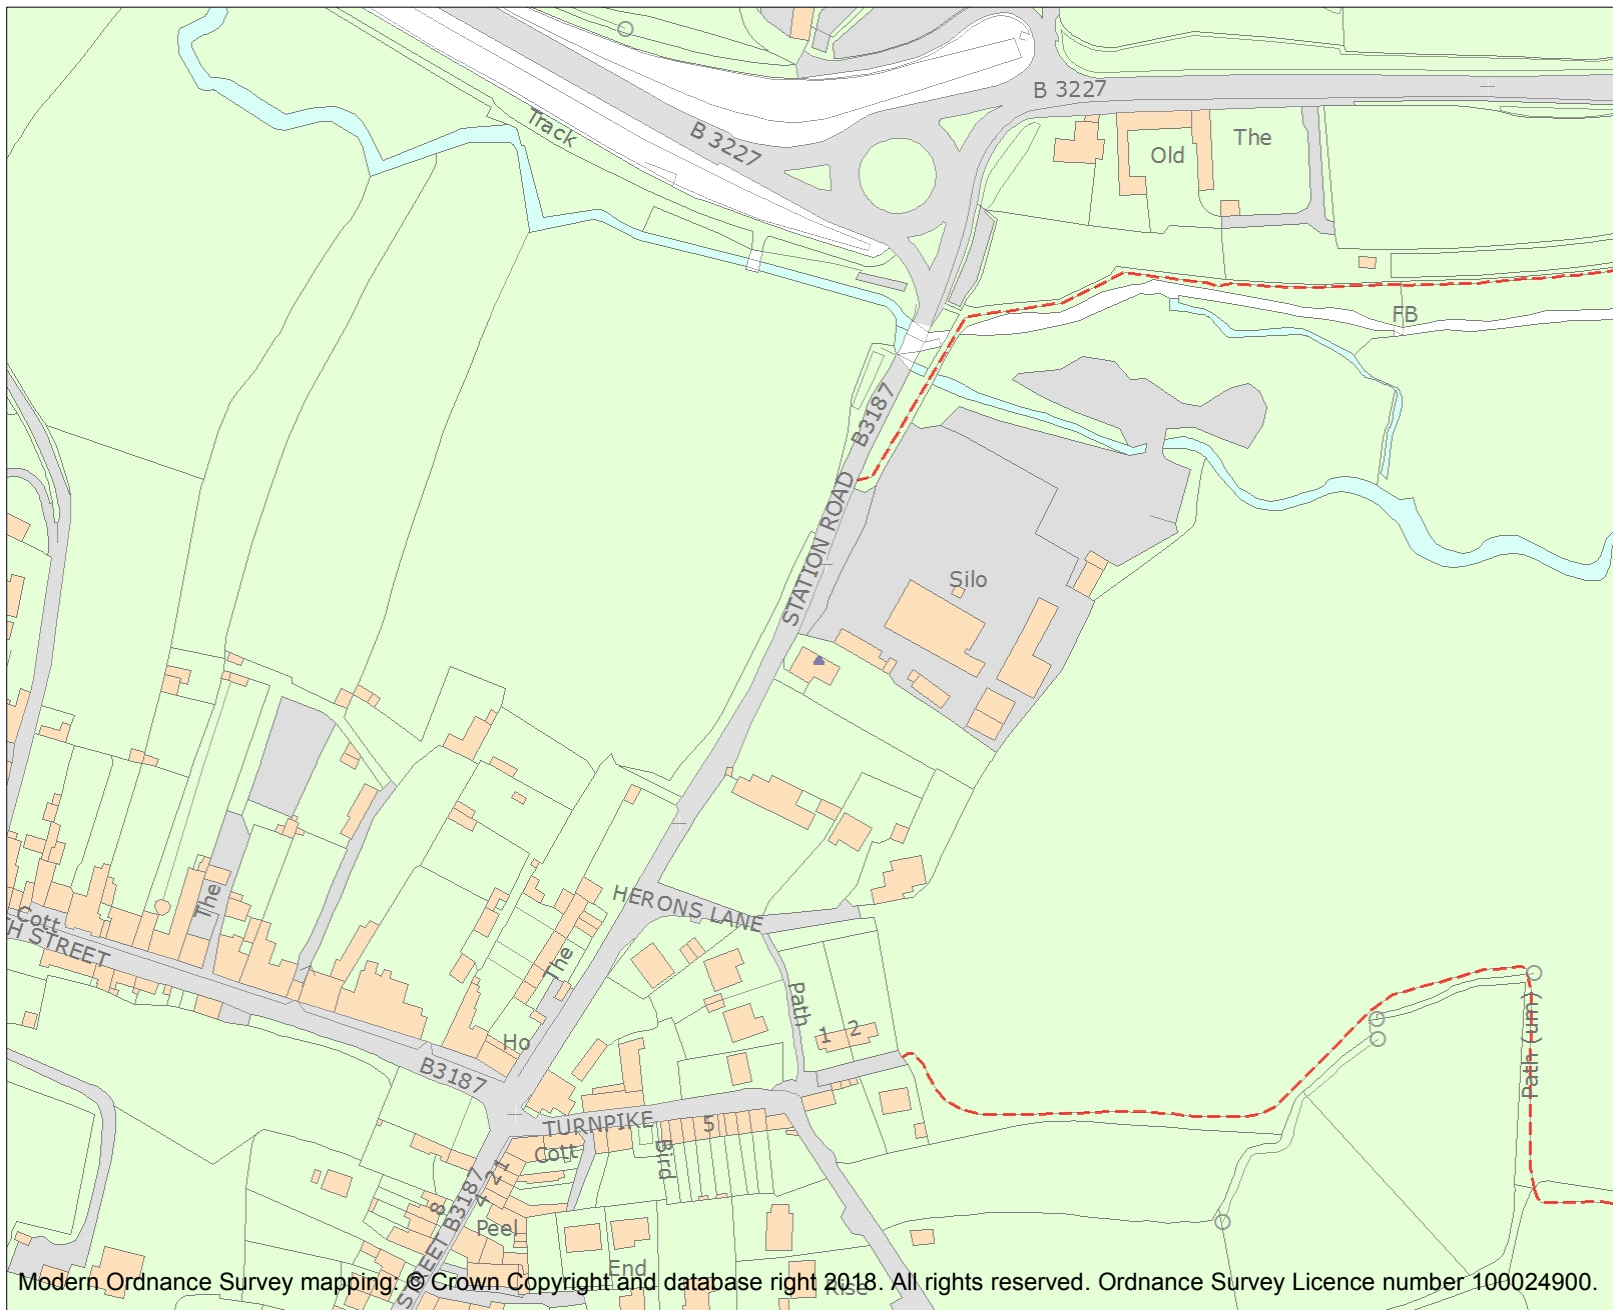 B 3227
Track
B 3227
Old
The
FB
B3187
STATION ROAD
Silo
HERONS LANE
The
Cott
H STREET
The
Path
1
2
Ho
B3187
TURNPIKE
5
Cott
Bird
Path (um)
21
4
8
STREET B3187
Peel
End
Rise
Modern Ordnance Survey mapping: © Crown Copyright and database right 2018. All rights reserved. Ordnance Survey Licence number 100024900.